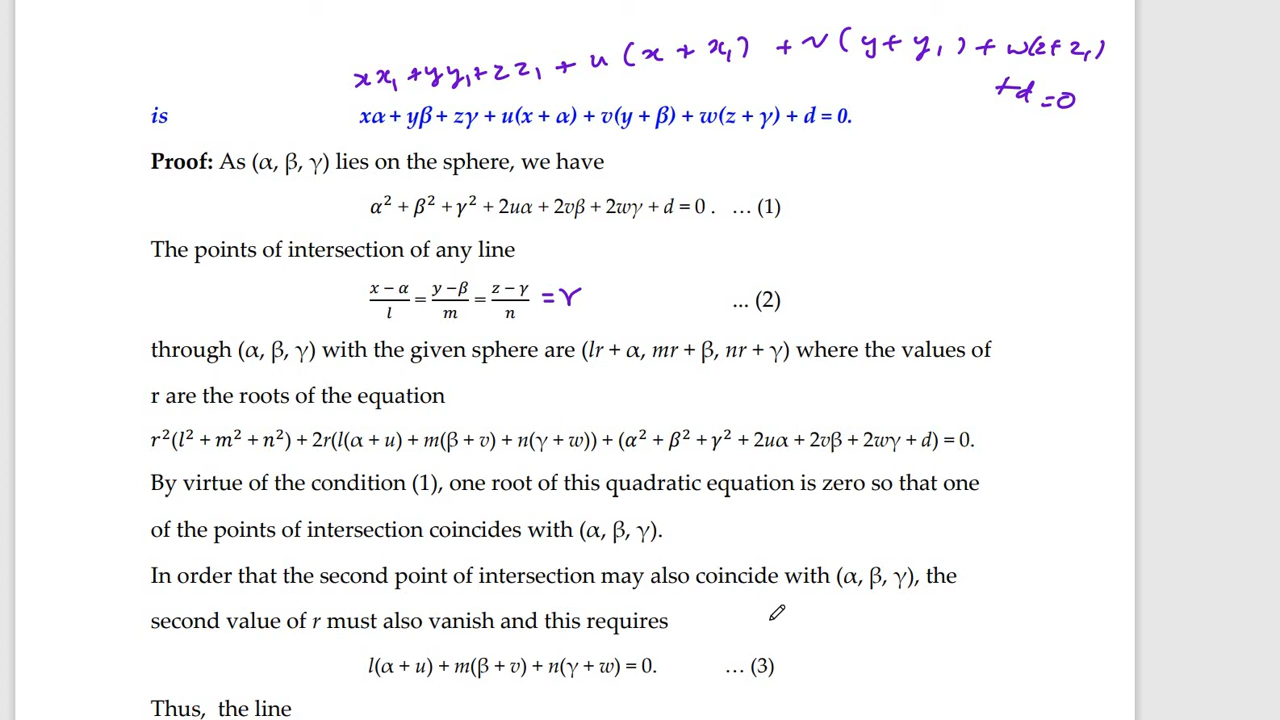 xx₁ + yy₁ + zz₁ + u(x + x₁) + v(y + y₁) + w(z + z₁)
+d = 0
is xα + yβ + zγ + u(x + α) + v(y + β) + w(z + γ) + d = 0.
Proof: As (α, β, γ) lies on the sphere, we have
α² + β² + γ² + 2uα + 2vβ + 2wγ + d = 0 . … (1)
The points of intersection of any line
(x − α)/l = (y − β)/m = (z − γ)/n = r ... (2)
through (α, β, γ) with the given sphere are (lr + α, mr + β, nr + γ) where the values of
r are the roots of the equation
r²(l² + m² + n²) + 2r(l(α + u) + m(β + v) + n(γ + w)) + (α² + β² + γ² + 2uα + 2vβ + 2wγ + d) = 0.
By virtue of the condition (1), one root of this quadratic equation is zero so that one
of the points of intersection coincides with (α, β, γ).
In order that the second point of intersection may also coincide with (α, β, γ), the
second value of r must also vanish and this requires
l(α + u) + m(β + v) + n(γ + w) = 0. … (3)
Thus, the line